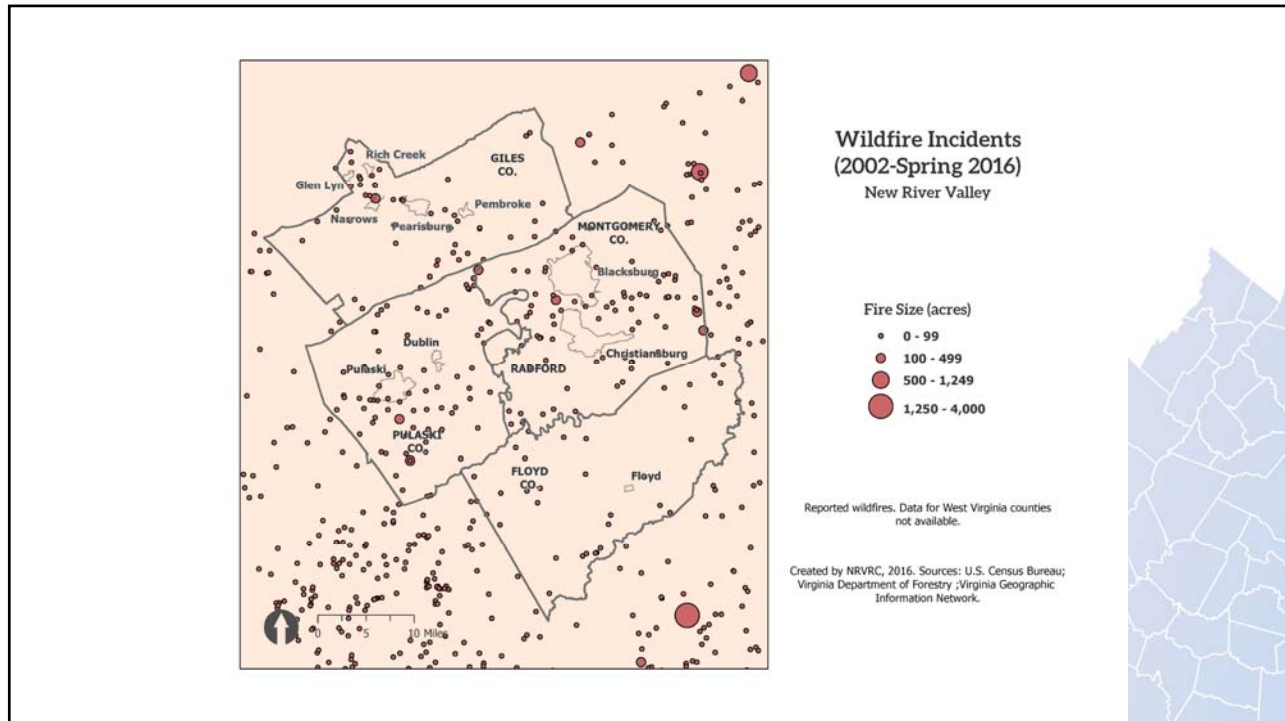 Wildfire Incidents
(2002-Spring 2016)
New River Valley
Rich Creek
GILES
CO.
Glen Lyn
Narrows
Pearisburg
Pembroke
MONTGOMERY
CO.
Blacksburg
Dublin
Pulaski
RADFORD
Christiansburg
PULASKI
CO.
FLOYD
CO.
Floyd
0 5 10 Miles
Fire Size (acres)
0 - 99
100 - 499
500 - 1,249
1,250 - 4,000
Reported wildfires. Data for West Virginia counties
not available.
Created by NRVRC, 2016. Sources: U.S. Census Bureau;
Virginia Department of Forestry ;Virginia Geographic
Information Network.